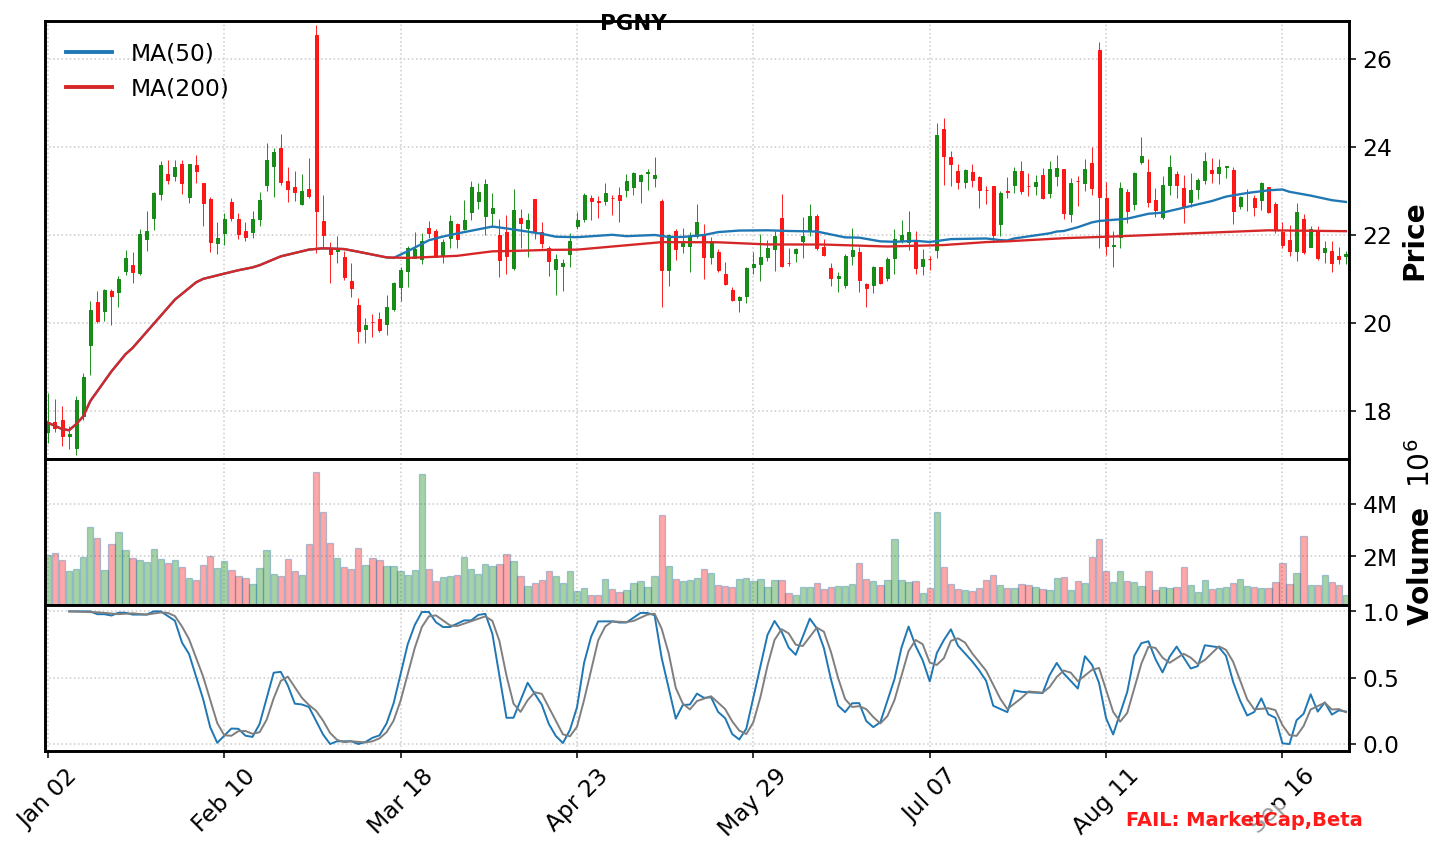 PGNY
MA(50)
MA(200)
26
24
22
20
18
Price
10⁶
4M
2M
Volume
1.0
0.5
0.0
Jan 02
Feb 10
Mar 18
Apr 23
May 29
Jul 07
Aug 11
Sep 16
FAIL: MarketCap,Beta